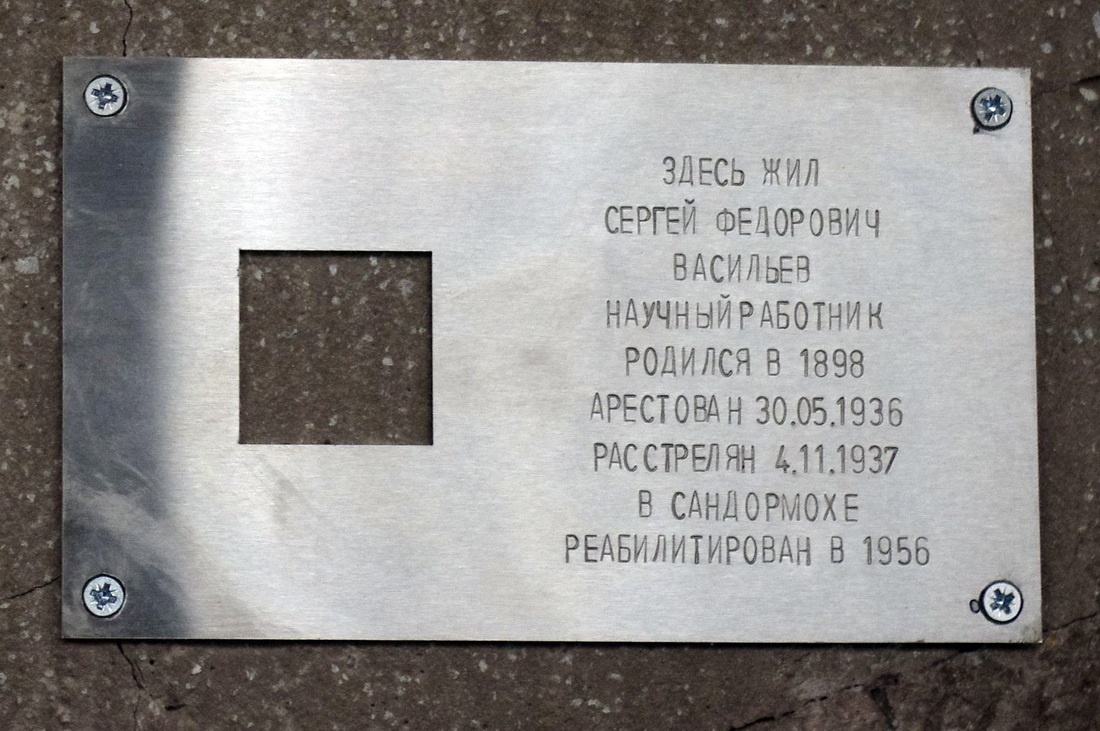 ЗДЕСЬ ЖИЛ
СЕРГЕЙ ФЕДОРОВИЧ
ВАСИЛЬЕВ
НАУЧНЫЙ РАБОТНИК
РОДИЛСЯ В 1898
АРЕСТОВАН 30.05.1936
РАССТРЕЛЯН 4.11.1937
В САНДОРМОХЕ
РЕАБИЛИТИРОВАН В 1956